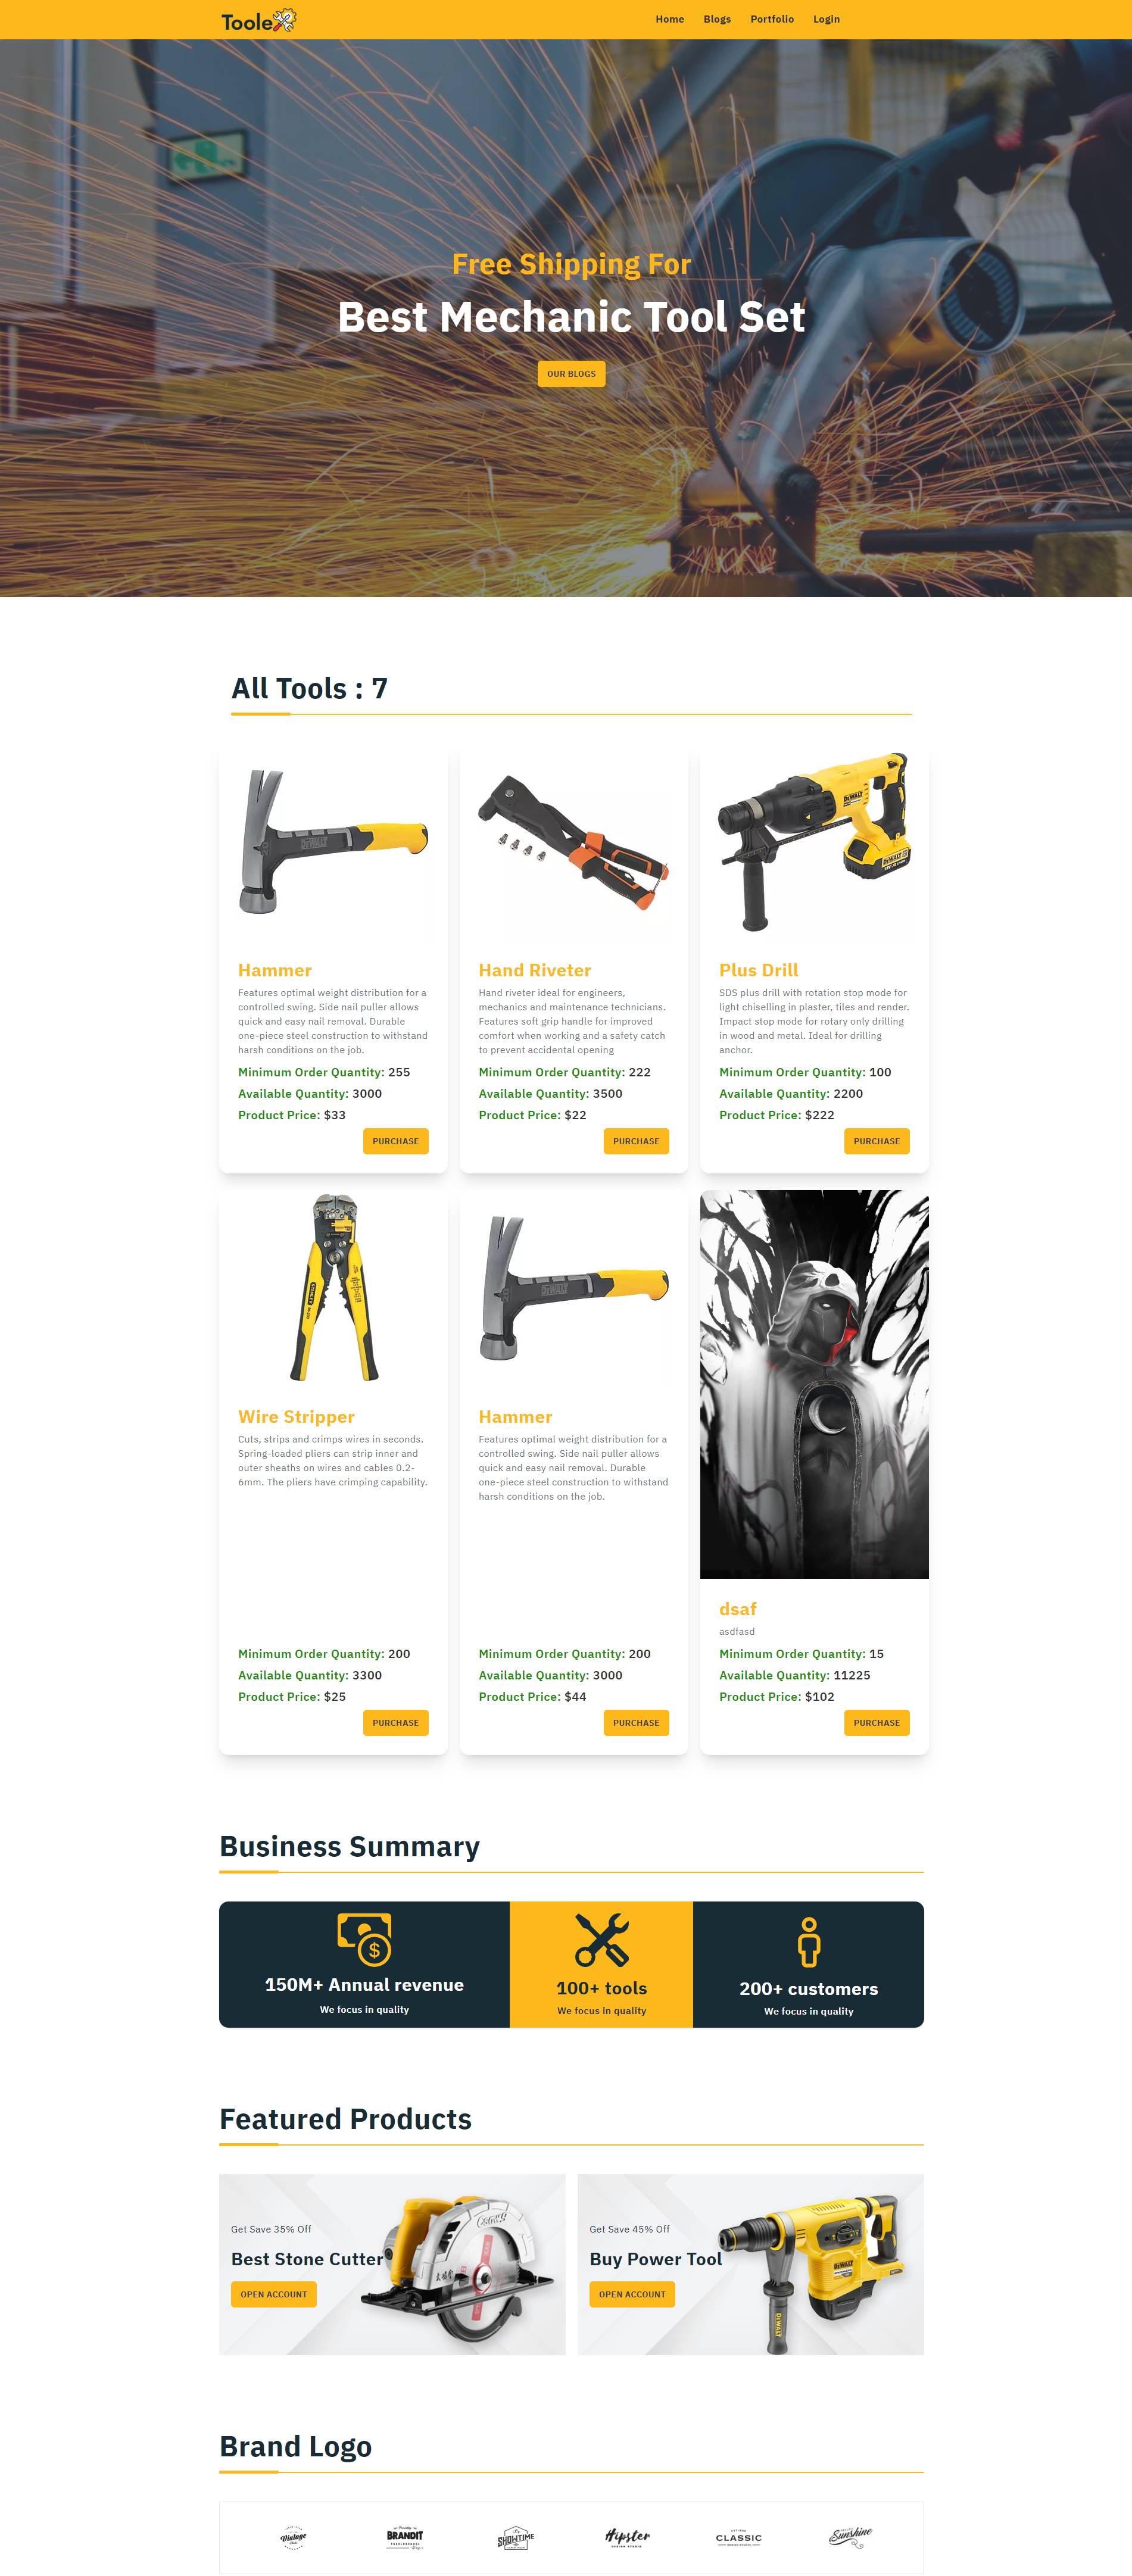 Toole
Home Blogs Portfolio Login
Free Shipping For
Best Mechanic Tool Set
OUR BLOGS
All Tools : 7
Hammer
Features optimal weight distribution for a
controlled swing. Side nail puller allows
quick and easy nail removal. Durable
one-piece steel construction to withstand
harsh conditions on the job.
Minimum Order Quantity: 255
Available Quantity: 3000
Product Price: $33
PURCHASE
Hand Riveter
Hand riveter ideal for engineers,
mechanics and maintenance technicians.
Features soft grip handle for improved
comfort when working and a safety catch
to prevent accidental opening
Minimum Order Quantity: 222
Available Quantity: 3500
Product Price: $22
PURCHASE
DEWALT
Plus Drill
SDS plus drill with rotation stop mode for
light chiselling in plaster, tiles and render.
Impact stop mode for rotary only drilling
in wood and metal. Ideal for drilling
anchor.
Minimum Order Quantity: 100
Available Quantity: 2200
Product Price: $222
PURCHASE
Wire Stripper
Cuts, strips and crimps wires in seconds.
Spring-loaded pliers can strip inner and
outer sheaths on wires and cables 0.2-
6mm. The pliers have crimping capability.
Minimum Order Quantity: 200
Available Quantity: 3300
Product Price: $25
PURCHASE
DEWALT
Hammer
Features optimal weight distribution for a
controlled swing. Side nail puller allows
quick and easy nail removal. Durable
one-piece steel construction to withstand
harsh conditions on the job.
Minimum Order Quantity: 200
Available Quantity: 3000
Product Price: $44
PURCHASE
dsaf
asdfasd
Minimum Order Quantity: 15
Available Quantity: 11225
Product Price: $102
PURCHASE
Business Summary
150M+ Annual revenue
We focus in quality
100+ tools
We focus in quality
200+ customers
We focus in quality
Featured Products
Get Save 35% Off
Best Stone Cutter
OPEN ACCOUNT
Get Save 45% Off
Buy Power Tool
OPEN ACCOUNT
DEWALT
DEWALT
Brand Logo
Vintage
BRANDIT
SHOWTIME
Hipster
CLASSIC
Sunshine